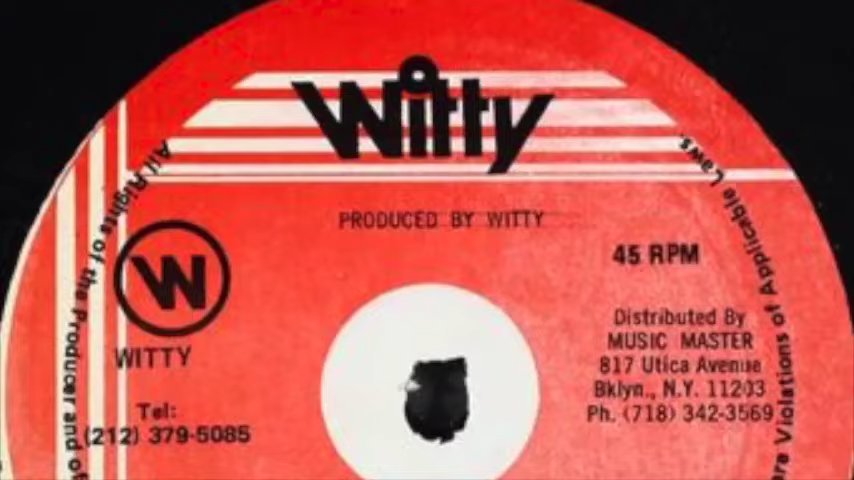 Witty
PRODUCED BY WITTY
45 RPM
W
WITTY
Tel:
(212) 379-5085
Distributed By
MUSIC MASTER
817 Utica Avenue
Bklyn., N.Y. 11203
Ph. (718) 342-3569
All Rights of the Producer and of
are Violations of Applicable Laws.